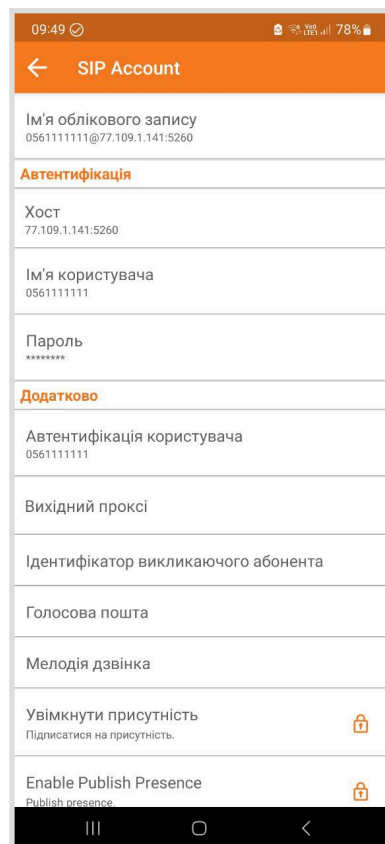 09:49
Vo)) LTE1 78%
SIP Account
Ім'я облікового запису
0561111111@77.109.1.141:5260
Автентифікація
Хост
77.109.1.141:5260
Ім'я користувача
0561111111
Пароль
********
Додатково
Автентифікація користувача
0561111111
Вихідний проксі
Ідентифікатор викликаючого абонента
Голосова пошта
Мелодія дзвінка
Увімкнути присутність
Підписатися на присутність.
Enable Publish Presence
Publish presence.